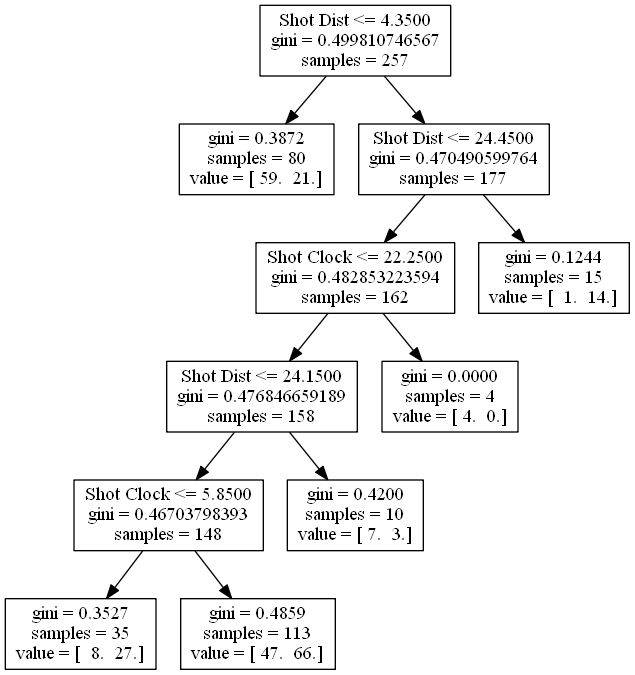 Shot Dist <= 4.3500
gini = 0.499810746567
samples = 257
gini = 0.3872
samples = 80
value = [ 59. 21.]
Shot Dist <= 24.4500
gini = 0.470490599764
samples = 177
Shot Clock <= 22.2500
gini = 0.482853223594
samples = 162
gini = 0.1244
samples = 15
value = [ 1. 14.]
Shot Dist <= 24.1500
gini = 0.476846659189
samples = 158
gini = 0.0000
samples = 4
value = [ 4. 0.]
Shot Clock <= 5.8500
gini = 0.46703798393
samples = 148
gini = 0.4200
samples = 10
value = [ 7. 3.]
gini = 0.3527
samples = 35
value = [ 8. 27.]
gini = 0.4859
samples = 113
value = [ 47. 66.]